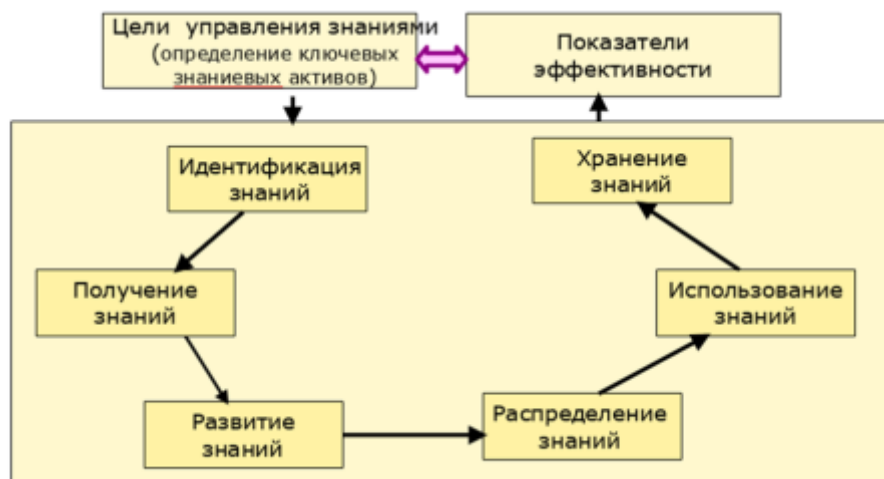 Цели управления знаниями
(определение ключевых
знаниевых активов)
Показатели
эффективности
Идентификация
знаний
Хранение
знаний
Получение
знаний
Использование
знаний
Развитие
знаний
Распределение
знаний